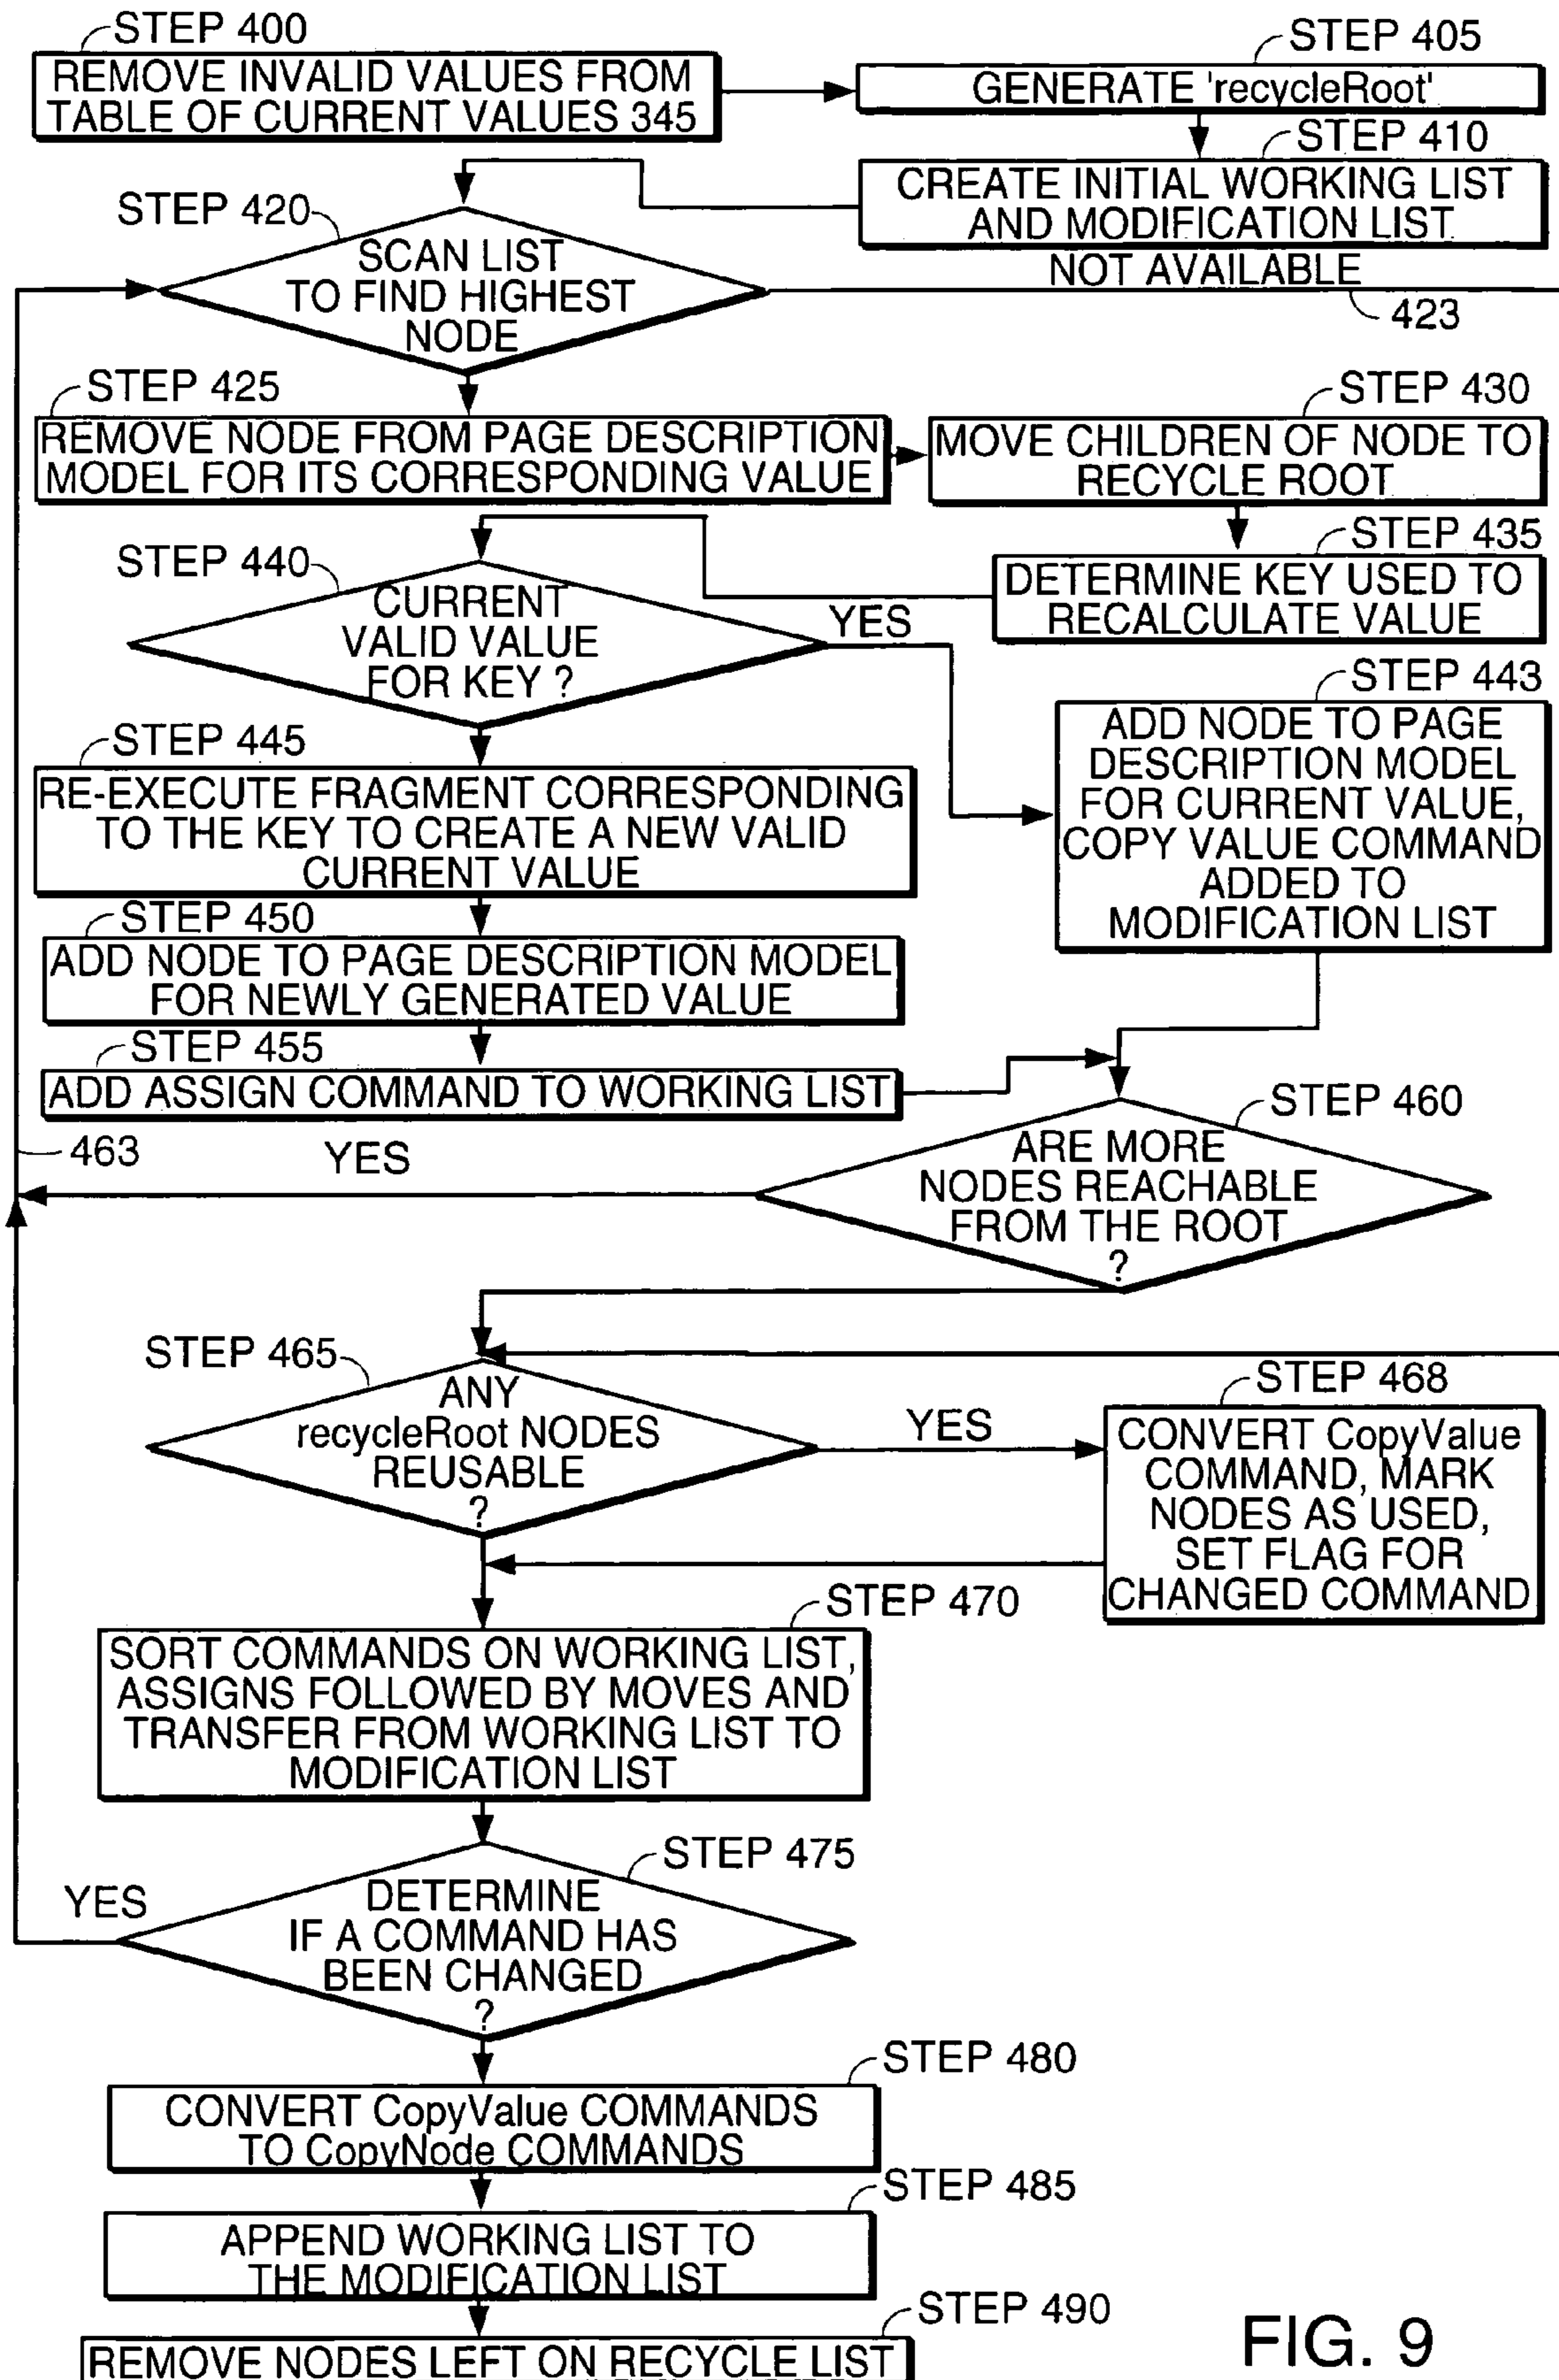 STEP 400
REMOVE INVALID VALUES FROM
TABLE OF CURRENT VALUES 345
STEP 405
GENERATE 'recycleRoot'
STEP 410
CREATE INITIAL WORKING LIST
AND MODIFICATION LIST
STEP 420
SCAN LIST
TO FIND HIGHEST
NODE
NOT AVAILABLE
423
STEP 425
REMOVE NODE FROM PAGE DESCRIPTION
MODEL FOR ITS CORRESPONDING VALUE
STEP 430
MOVE CHILDREN OF NODE TO
RECYCLE ROOT
STEP 435
DETERMINE KEY USED TO
RECALCULATE VALUE
STEP 440
CURRENT
VALID VALUE
FOR KEY ?
YES
STEP 443
ADD NODE TO PAGE
DESCRIPTION MODEL
FOR CURRENT VALUE,
COPY VALUE COMMAND
ADDED TO
MODIFICATION LIST
STEP 445
RE-EXECUTE FRAGMENT CORRESPONDING
TO THE KEY TO CREATE A NEW VALID
CURRENT VALUE
STEP 450
ADD NODE TO PAGE DESCRIPTION MODEL
FOR NEWLY GENERATED VALUE
STEP 455
ADD ASSIGN COMMAND TO WORKING LIST
STEP 460
ARE MORE
NODES REACHABLE
FROM THE ROOT
?
463
YES
STEP 465
ANY
recycleRoot NODES
REUSABLE
?
YES
STEP 468
CONVERT CopyValue
COMMAND, MARK
NODES AS USED,
SET FLAG FOR
CHANGED COMMAND
STEP 470
SORT COMMANDS ON WORKING LIST,
ASSIGNS FOLLOWED BY MOVES AND
TRANSFER FROM WORKING LIST TO
MODIFICATION LIST
STEP 475
DETERMINE
IF A COMMAND HAS
BEEN CHANGED
?
YES
STEP 480
CONVERT CopyValue COMMANDS
TO CopyNode COMMANDS
STEP 485
APPEND WORKING LIST TO
THE MODIFICATION LIST
STEP 490
REMOVE NODES LEFT ON RECYCLE LIST
FIG. 9